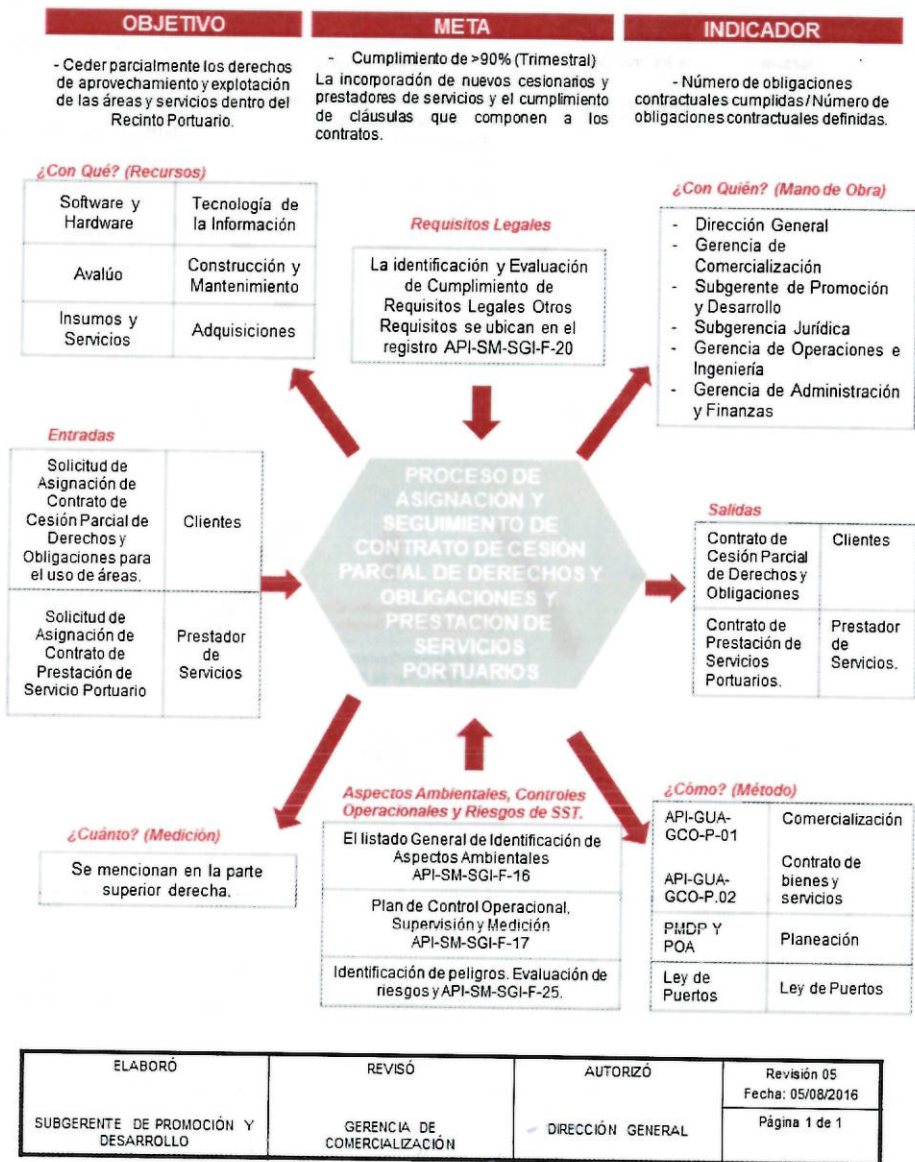 OBJETIVO
META
INDICADOR
- Ceder parcialmente los derechos
de aprovechamiento y explotación
de las áreas y servicios dentro del
Recinto Portuario.
- Cumplimiento de >90% (Trimestral)
La incorporación de nuevos cesionarios y
prestadores de servicios y el cumplimiento
de cláusulas que componen a los
contratos.
- Número de obligaciones
contractuales cumplidas/Número de
obligaciones contractuales definidas.
¿Con Qué? (Recursos)
Software y
Hardware
Tecnología de
la Información
Avalúo
Construcción y
Mantenimiento
Insumos y
Servicios
Adquisiciones
Requisitos Legales
La identificación y Evaluación
de Cumplimiento de
Requisitos Legales Otros
Requisitos se ubican en el
registro API-SM-SGI-F-20
¿Con Quién? (Mano de Obra)
- Dirección General
- Gerencia de
Comercialización
- Subgerente de Promoción
y Desarrollo
- Subgerencia Jurídica
- Gerencia de Operaciones e
Ingeniería
- Gerencia de Administración
y Finanzas
Entradas
Solicitud de
Asignación de
Contrato de
Cesión Parcial de
Derechos y
Obligaciones para
el uso de áreas.
Clientes
Solicitud de
Asignación de
Contrato de
Prestación de
Servicio Portuario
Prestador
de
Servicios
PROCESO DE
ASIGNACIÓN Y
SEGUIMIENTO DE
CONTRATO DE CESIÓN
PARCIAL DE DERECHOS Y
OBLIGACIONES Y
PRESTACIÓN DE
SERVICIOS
PORTUARIOS
Salidas
Contrato de
Cesión Parcial
de Derechos y
Obligaciones
Clientes
Contrato de
Prestación de
Servicios
Portuarios.
Prestador
de
Servicios.
¿Cuánto? (Medición)
Se mencionan en la parte
superior derecha.
Aspectos Ambientales, Controles
Operacionales y Riesgos de SST.
El listado General de Identificación de
Aspectos Ambientales
API-SM-SGI-F-16
Plan de Control Operacional,
Supervisión y Medición
API-SM-SGI-F-17
Identificación de peligros. Evaluación de
riesgos y API-SM-SGI-F-25.
¿Cómo? (Método)
API-GUA-
GCO-P-01
Comercialización
API-GUA-
GCO-P.02
Contrato de
bienes y
servicios
PMDP Y
POA
Planeación
Ley de
Puertos
Ley de Puertos
ELABORÓ
SUBGERENTE DE PROMOCIÓN Y
DESARROLLO
REVISÓ
GERENCIA DE
COMERCIALIZACIÓN
AUTORIZÓ
DIRECCIÓN GENERAL
Revisión 05
Fecha: 05/08/2016
Página 1 de 1